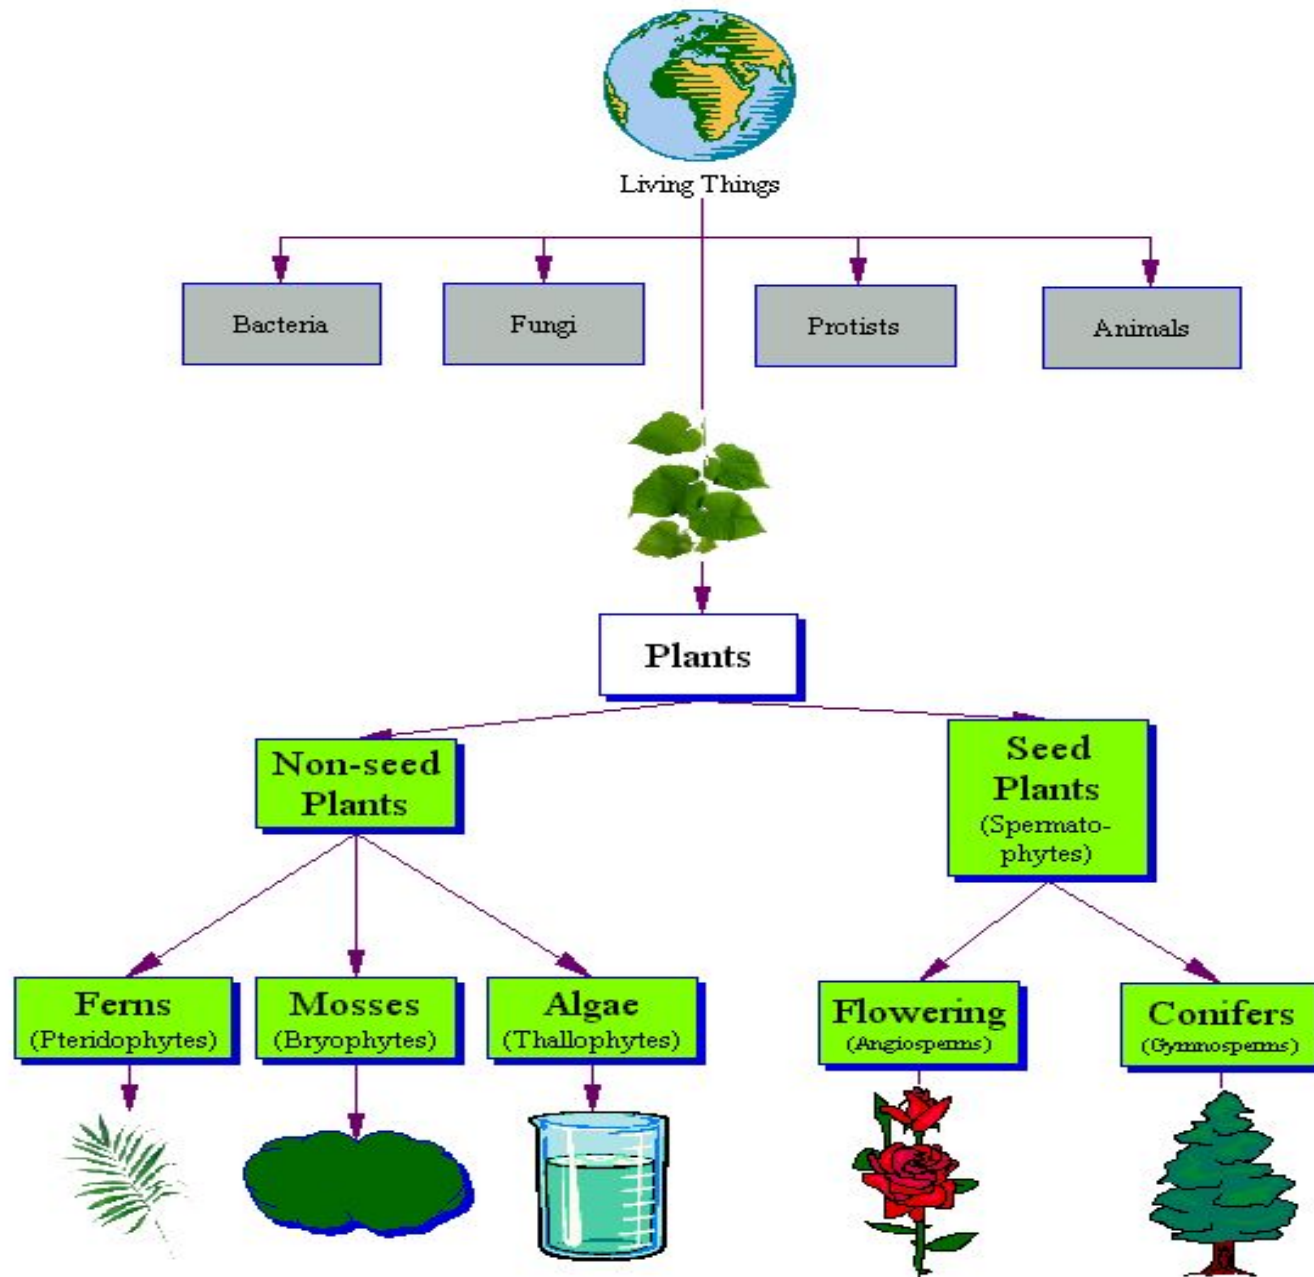 Living Things
Bacteria
Fungi
Protists
Animals
Plants
Non-seed
Plants
Seed
Plants
(Spermato-
phytes)
Ferns
(Pteridophytes)
Mosses
(Bryophytes)
Algae
(Thallophytes)
Flowering
(Angiosperms)
Conifers
(Gymnosperms)